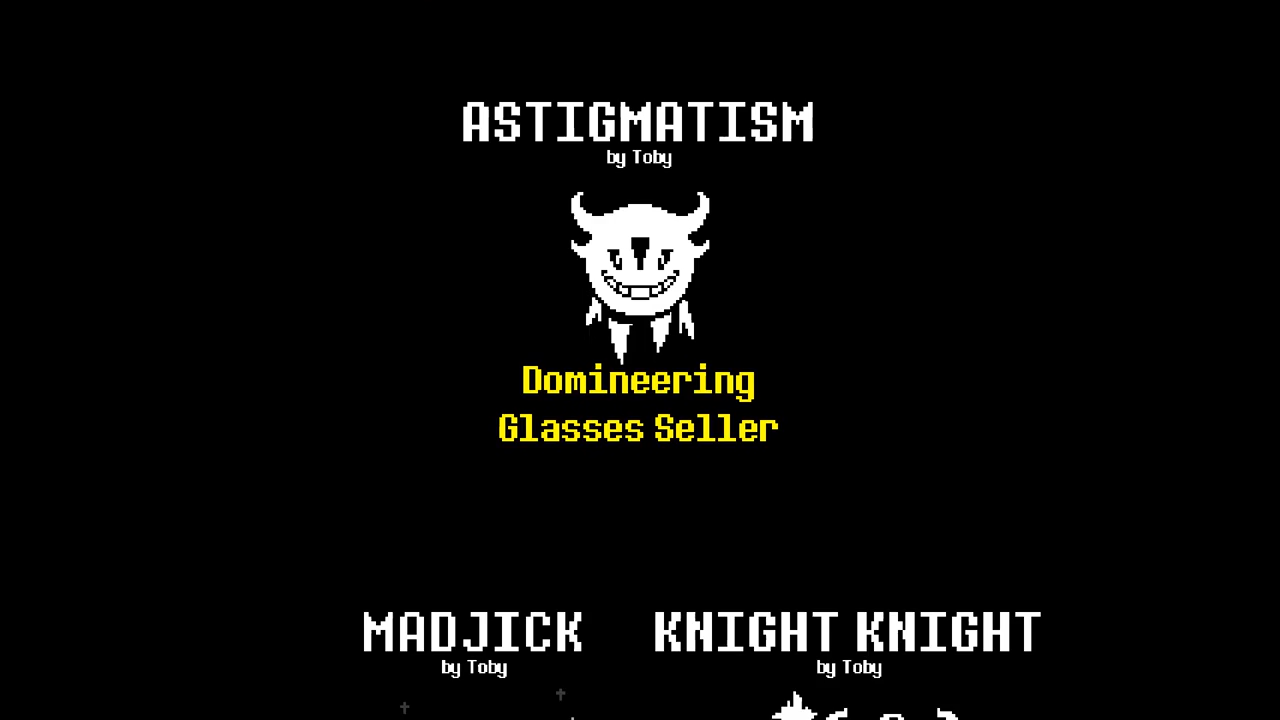 ASTIGMATISM
by Toby
Domineering
Glasses Seller
MADJICK
by Toby
KNIGHT KNIGHT
by Toby